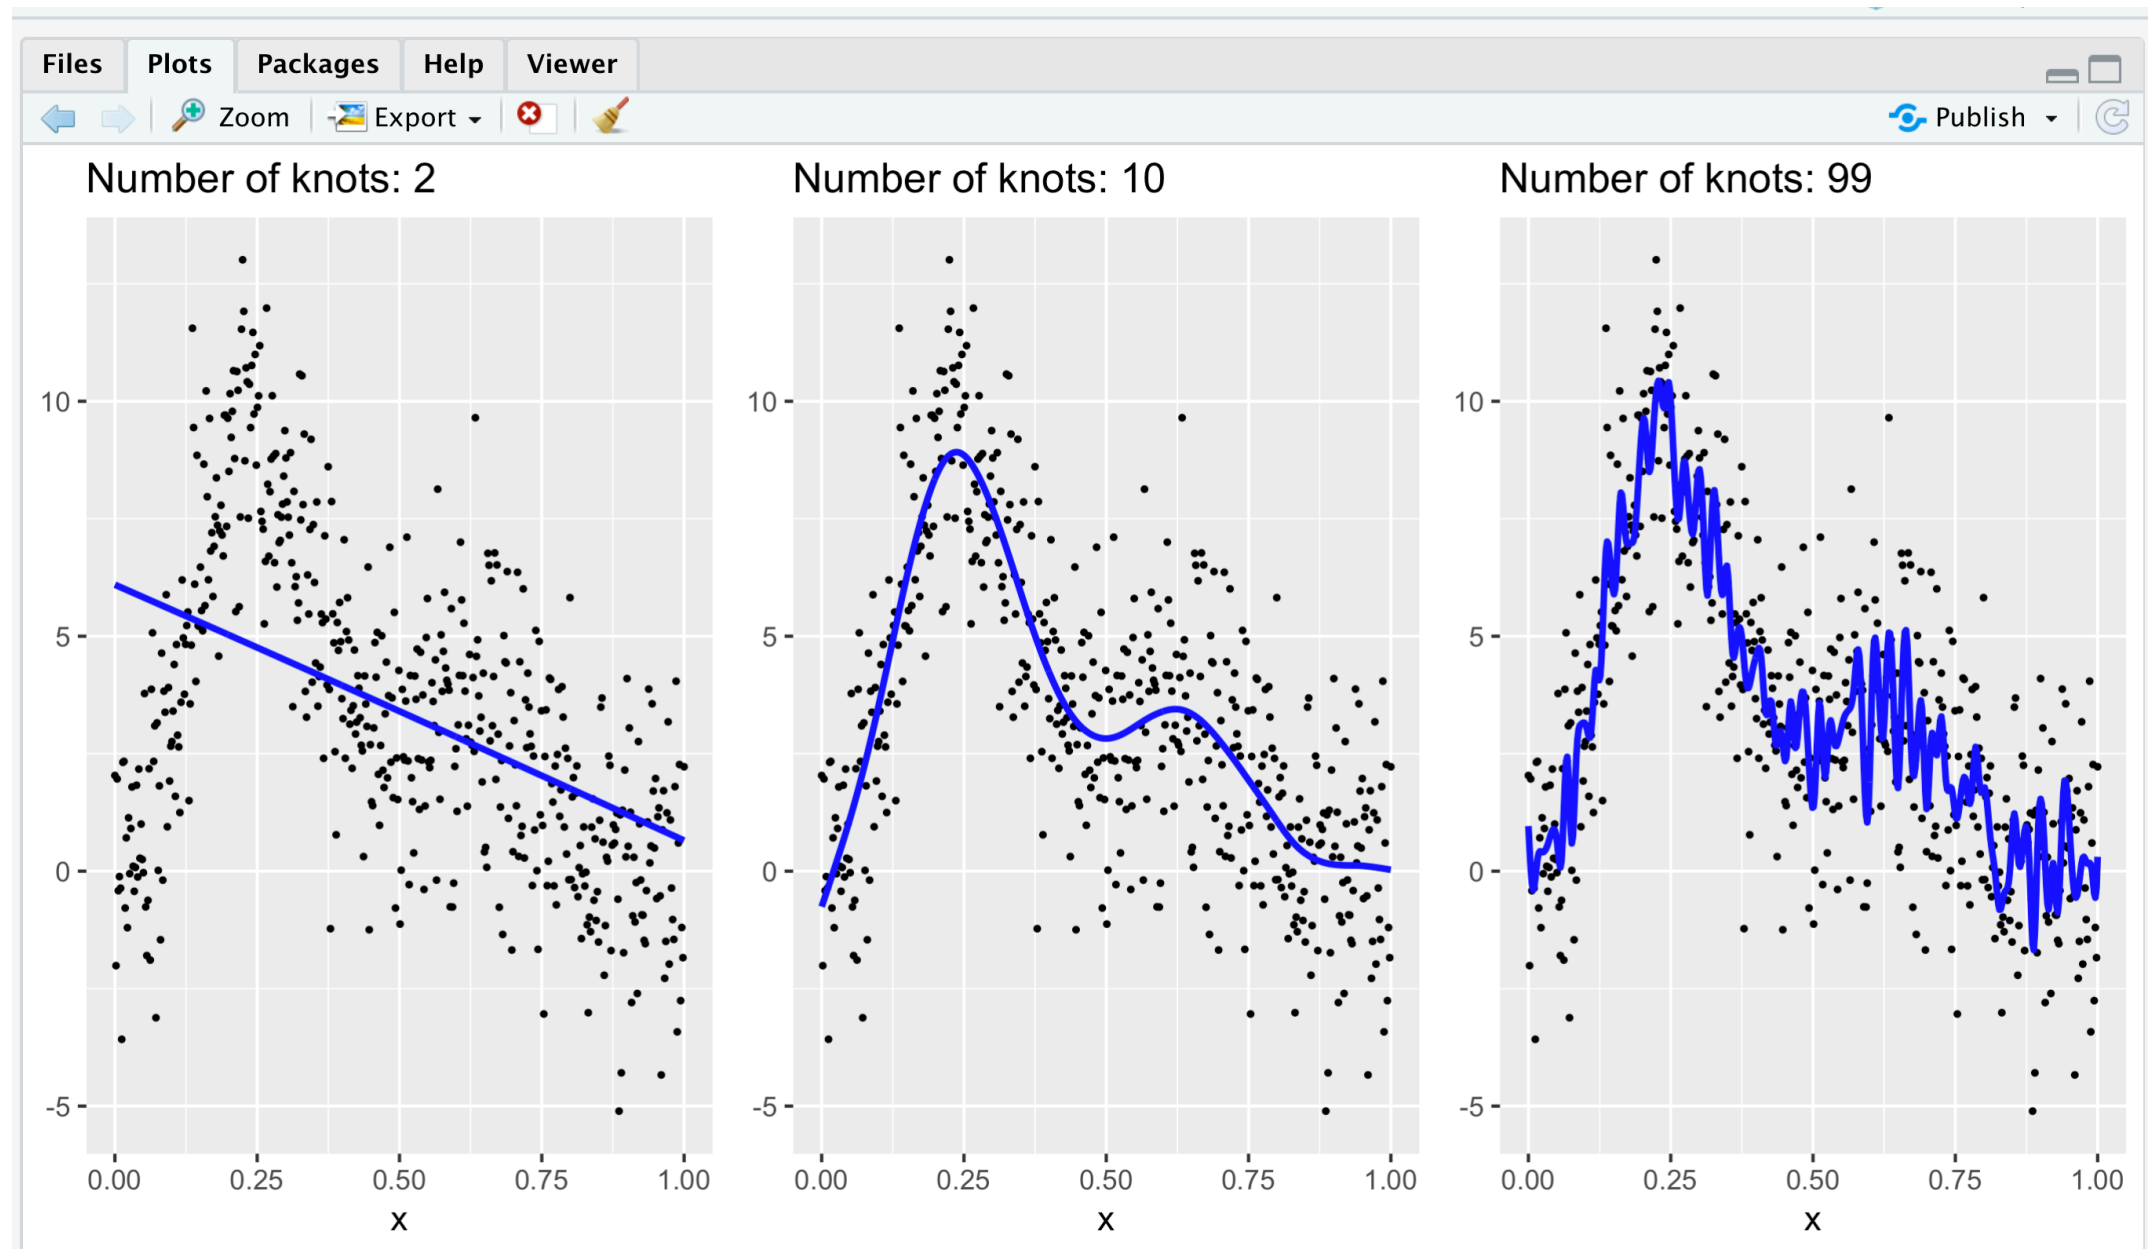 Files Plots Packages Help Viewer
Zoom Export Publish
Number of knots: 2
10
5
0
-5
0.00 0.25 0.50 0.75 1.00
x
Number of knots: 10
10
5
0
-5
0.00 0.25 0.50 0.75 1.00
x
Number of knots: 99
10
5
0
-5
0.00 0.25 0.50 0.75 1.00
x